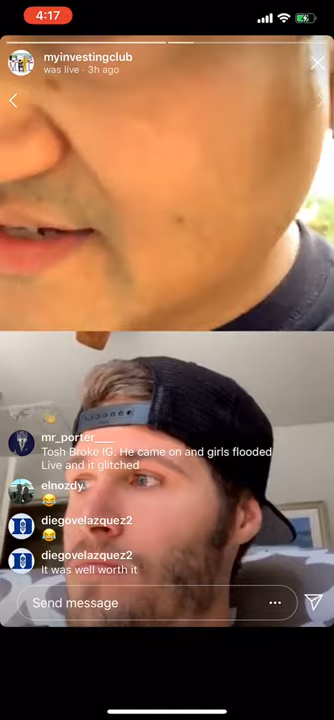 4:17
myinvestingclub
was live · 3h ago
mr_porter___
Tosh Broke IG. He came on and girls flooded
Live and it glitched
elnozdy
diegovelazquez2
diegovelazquez2
It was well worth it
Send message